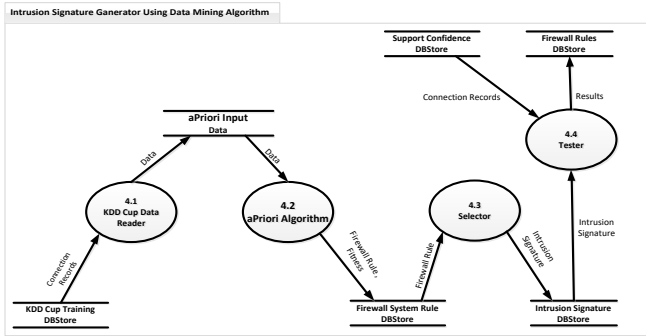 Intrusion Signature Ganerator Using Data Mining Algorithm
Support Confidence
DBStore
Firewall Rules
DBStore
Connection Records
Results
aPriori Input
Data
4.4
Tester
Data
Data
4.1
KDD Cup Data
Reader
4.2
aPriori Algorithm
4.3
Selector
Connection
Records
Firewall Rule ,
Fitness
Firewall Rule
Intrusion
Signature
Intrusion
Signature
KDD Cup Training
DBStore
Firewall System Rule
DBStore
Intrusion Signature
DBStore